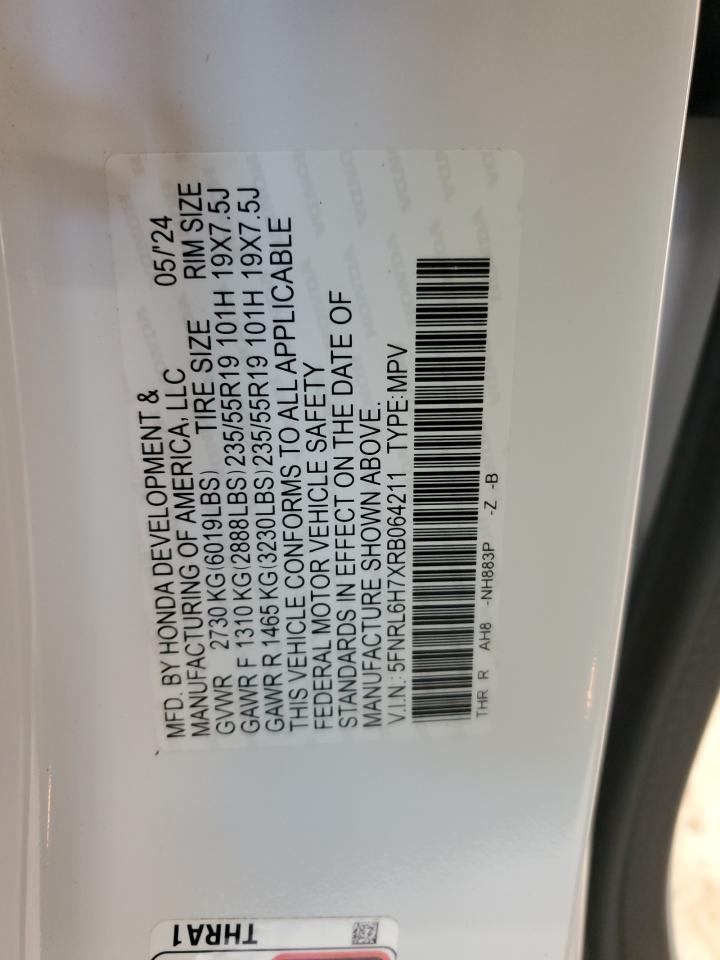 MFD. BY HONDA DEVELOPMENT &
MANUFACTURING OF AMERICA, LLC 05/'24
GVWR 2730 KG(6019LBS) TIRE SIZE RIM SIZE
GAWR F 1310 KG(2888LBS) 235/55R19 101H 19X7.5J
GAWR R 1465 KG(3230LBS) 235/55R19 101H 19X7.5J
THIS VEHICLE CONFORMS TO ALL APPLICABLE
FEDERAL MOTOR VEHICLE SAFETY
STANDARDS IN EFFECT ON THE DATE OF
MANUFACTURE SHOWN ABOVE.
V.I.N.: 5FNRL6H7XRB064211 TYPE:MPV
THR R AH8 -NH883P -Z -B
THRA1